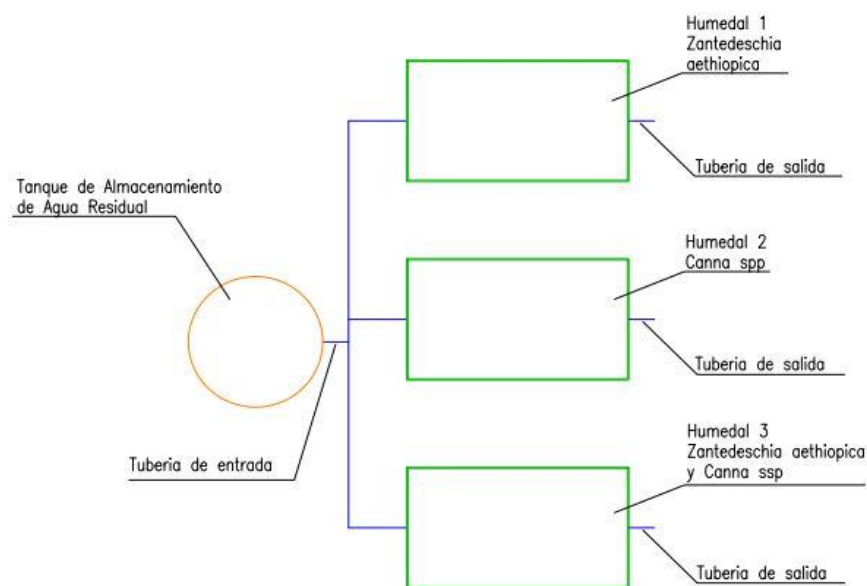 Humedal 1
Zantedeschia
aethiopica
Tuberia de salida
Tanque de Almacenamiento
de Agua Residual
Humedal 2
Canna spp
Tuberia de salida
Tuberia de entrada
Humedal 3
Zantedeschia aethiopica
y Canna ssp
Tuberia de salida